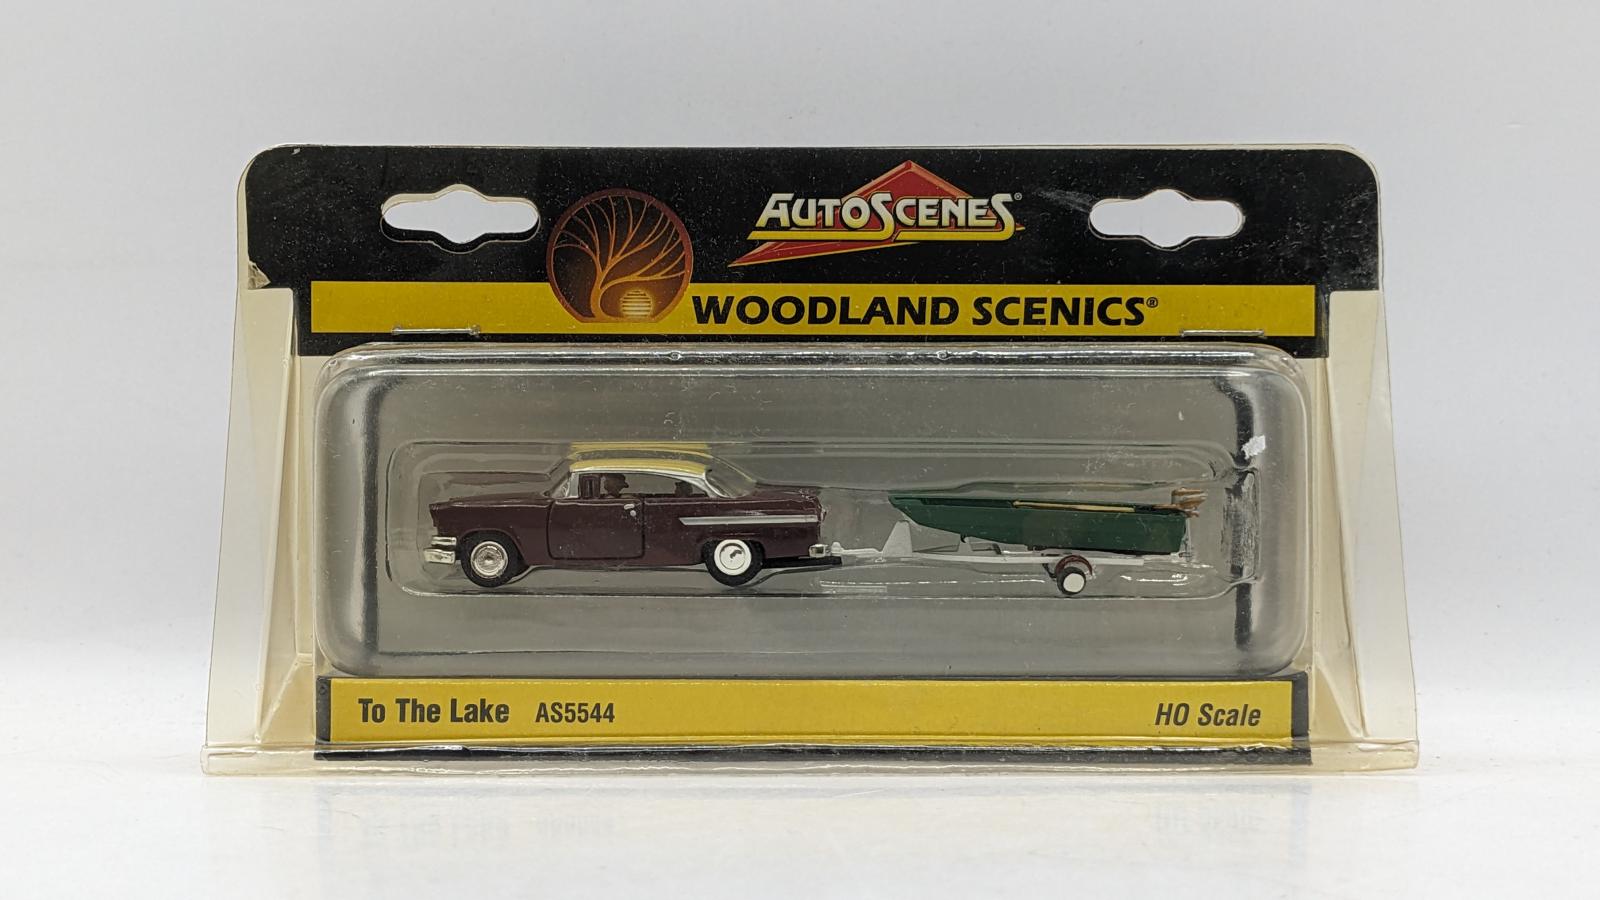 AUTOSCENES®
WOODLAND SCENICS®
To The Lake AS5544
HO Scale